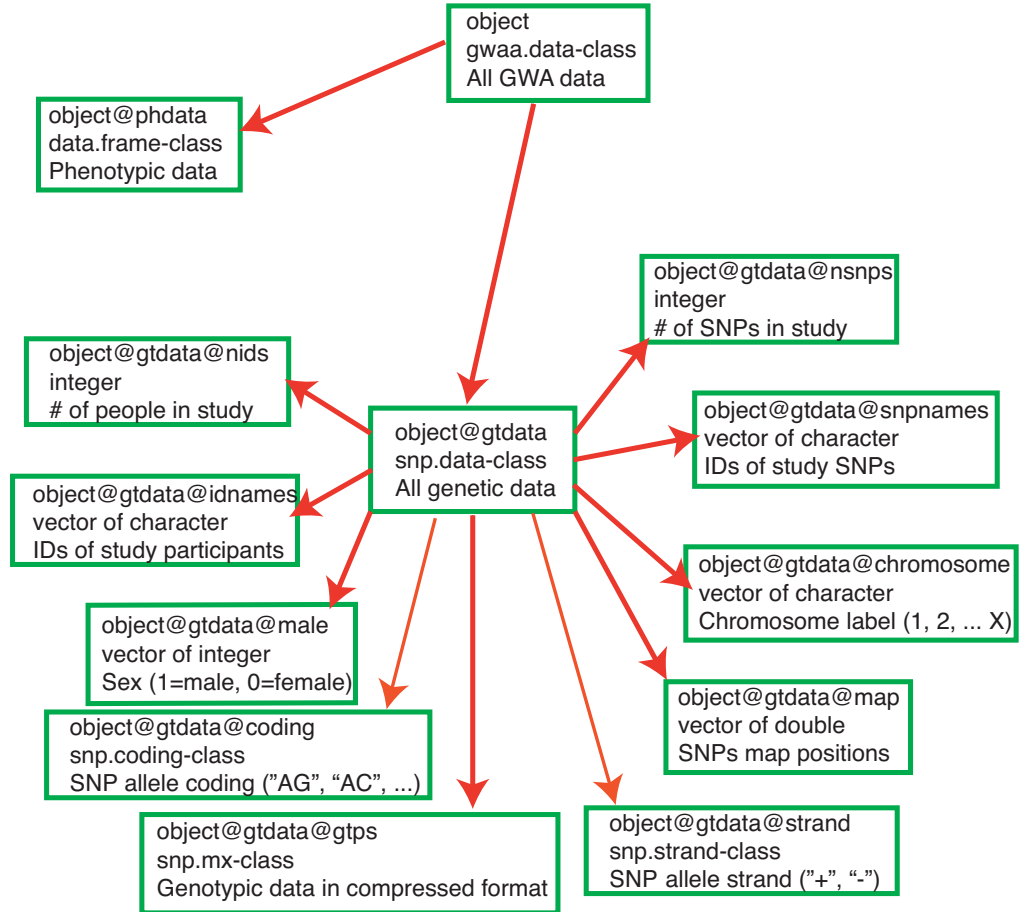 object
gwaa.data-class
All GWA data
object@phdata
data.frame-class
Phenotypic data
object@gtdata@nsnps
integer
# of SNPs in study
object@gtdata@nids
integer
# of people in study
object@gtdata@snpnames
vector of character
IDs of study SNPs
object@gtdata
snp.data-class
All genetic data
object@gtdata@idnames
vector of character
IDs of study participants
object@gtdata@chromosome
vector of character
Chromosome label (1, 2, ... X)
object@gtdata@male
vector of integer
Sex (1=male, 0=female)
object@gtdata@map
vector of double
SNPs map positions
object@gtdata@coding
snp.coding-class
SNP allele coding (”AG”, “AC”, ...)
object@gtdata@gtps
snp.mx-class
Genotypic data in compressed format
object@gtdata@strand
snp.strand-class
SNP allele strand (”+”, “-”)